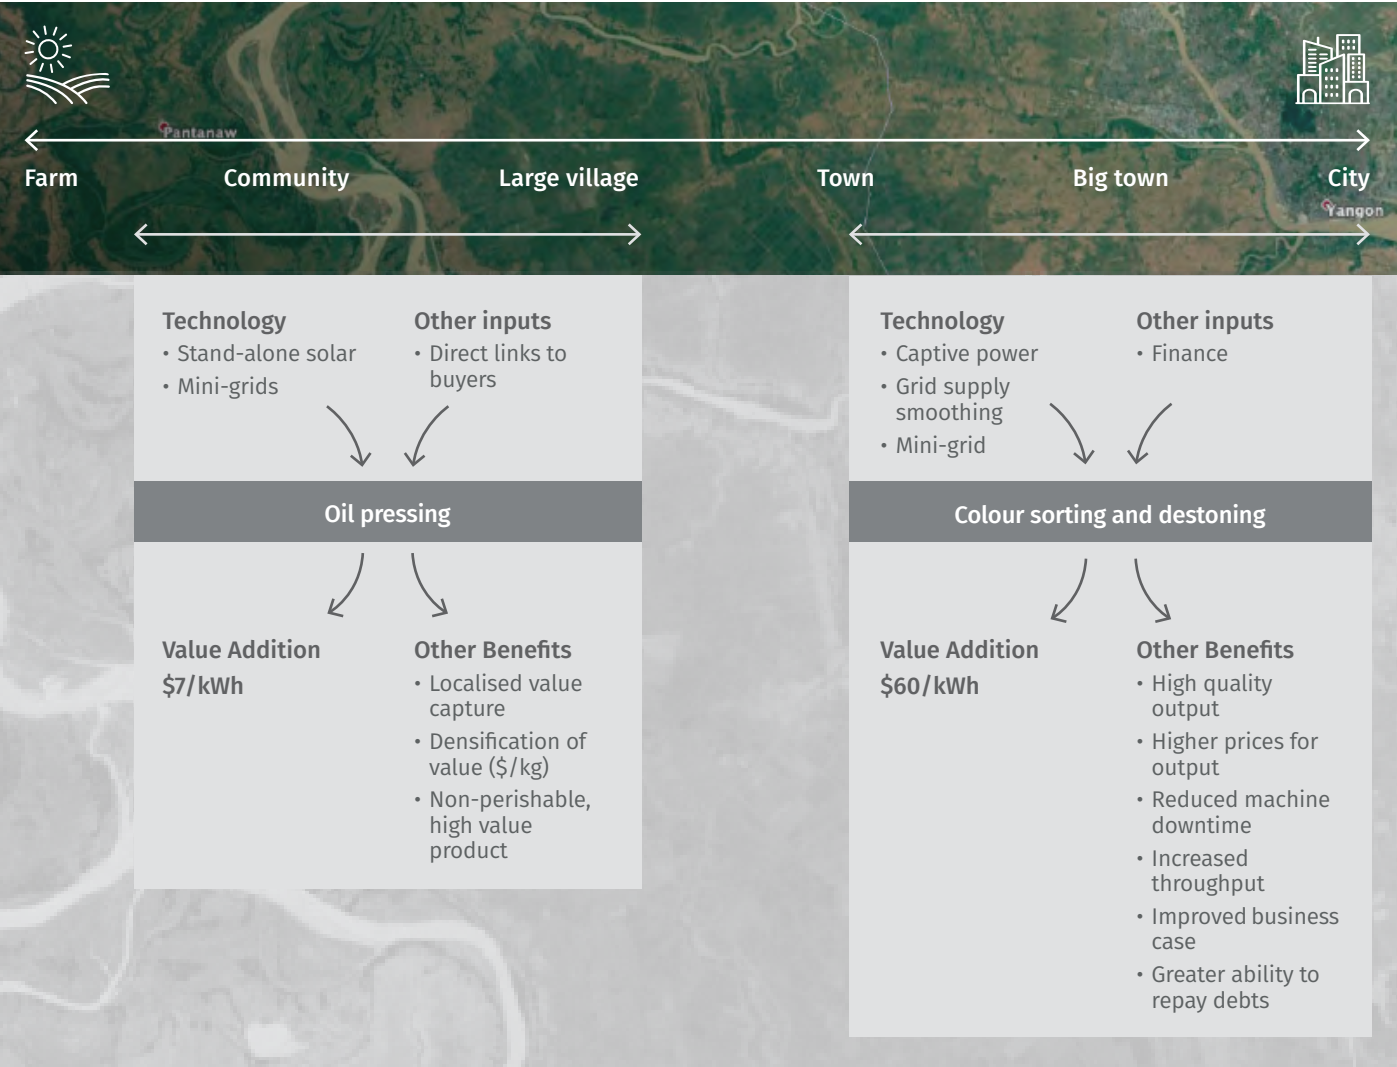 Pantanaw
Farm
Community
Large village
Town
Big town
City
Yangon
Technology
• Stand-alone solar
• Mini-grids
Other inputs
• Direct links to
buyers
Oil pressing
Value Addition
$7/kWh
Other Benefits
• Localised value
capture
• Densification of
value ($/kg)
• Non-perishable,
high value
product
Technology
• Captive power
• Grid supply
smoothing
• Mini-grid
Other inputs
• Finance
Colour sorting and destoning
Value Addition
$60/kWh
Other Benefits
• High quality
output
• Higher prices for
output
• Reduced machine
downtime
• Increased
throughput
• Improved business
case
• Greater ability to
repay debts